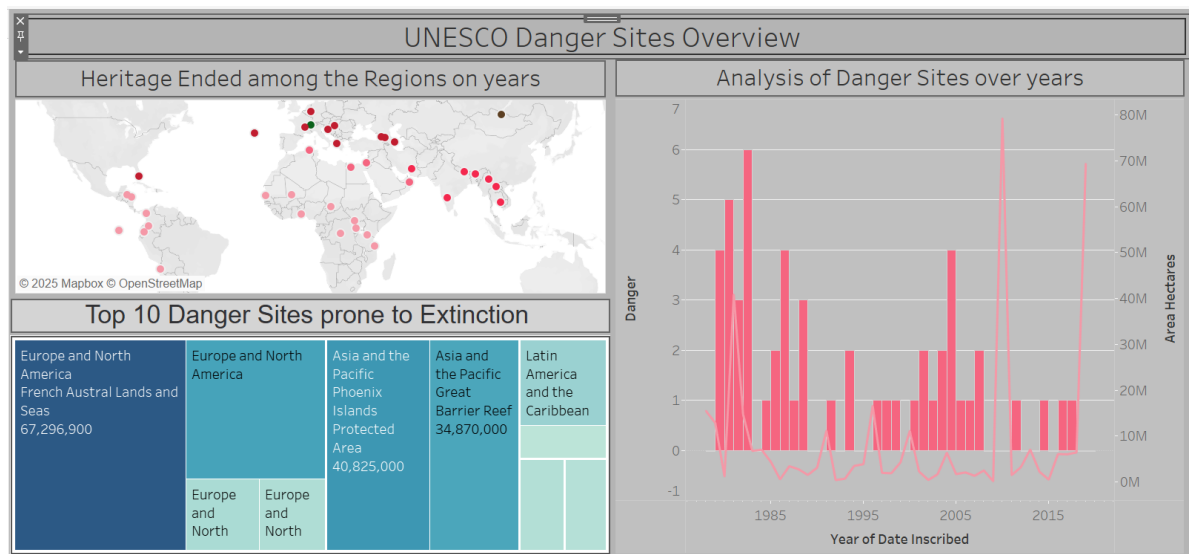 UNESCO Danger Sites Overview
Heritage Ended among the Regions on years
© 2025 Mapbox © OpenStreetMap
Top 10 Danger Sites prone to Extinction
Europe and North
America
French Austral Lands and
Seas
67,296,900
Europe and North
America
Europe
and
North
Europe
and
North
Asia and the
Pacific
Phoenix
Islands
Protected
Area
40,825,000
Asia and
the Pacific
Great
Barrier Reef
34,870,000
Latin
America
and the
Caribbean
Analysis of Danger Sites over years
Danger
7
6
5
4
3
2
1
0
-1
80M
70M
60M
50M
40M
30M
20M
10M
0M
Area Hectares
1985
1995
2005
2015
Year of Date Inscribed